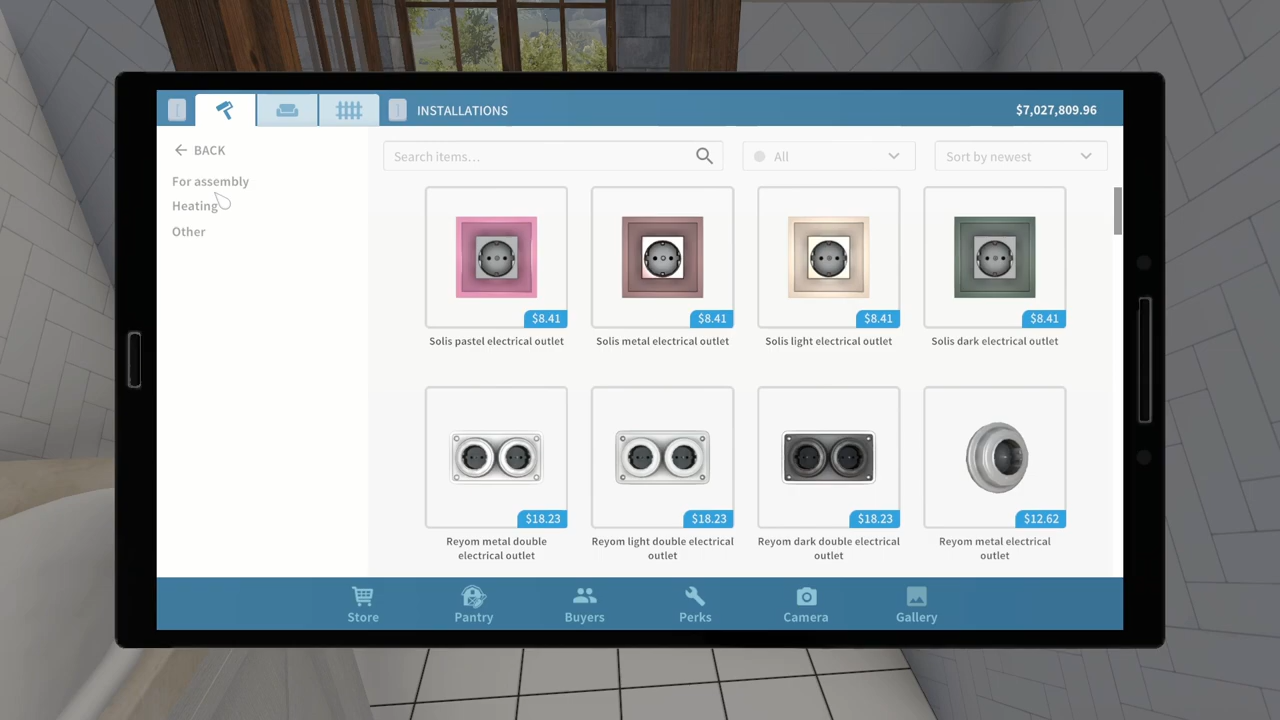 INSTALLATIONS
$7,027,809.96
BACK
For assembly
Heating
Other
Search items...
All
Sort by newest
$8.41
$8.41
$8.41
$8.41
Solis pastel electrical outlet
Solis metal electrical outlet
Solis light electrical outlet
Solis dark electrical outlet
$18.23
$18.23
$18.23
$12.62
Reyom metal double
electrical outlet
Reyom light double electrical
outlet
Reyom dark double electrical
outlet
Reyom metal electrical
outlet
Store
Pantry
Buyers
Perks
Camera
Gallery